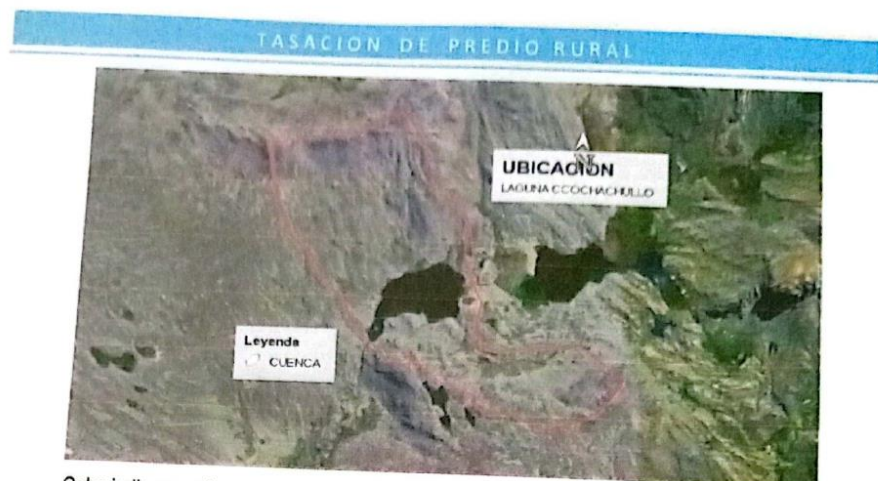 TASACION DE PREDIO RURAL
UBICACIÓN
LAGUNA CCOCHACHULLO
N
Leyenda
CUENCA